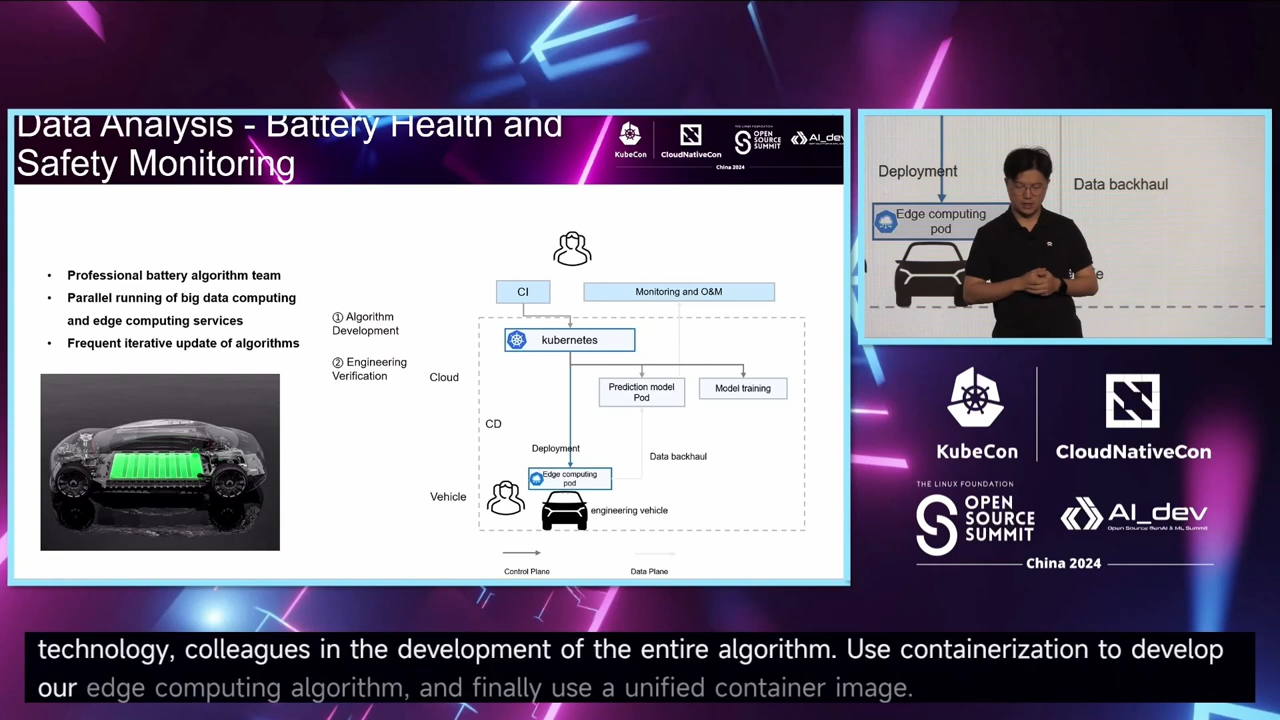 Data Analysis - Battery Health and
Safety Monitoring
KubeCon
CloudNativeCon
THE LINUX FOUNDATION
OPEN
SOURCE
SUMMIT
AI_dev
China 2024
• Professional battery algorithm team
• Parallel running of big data computing
and edge computing services
• Frequent iterative update of algorithms
① Algorithm
Development
② Engineering
Verification
Cloud
CD
Vehicle
CI
Monitoring and O&M
kubernetes
Prediction model
Pod
Model training
Deployment
Data backhaul
Edge computing
pod
engineering vehicle
Control Plane
Data Plane
Deployment
Data backhaul
Edge computing
pod
KubeCon
CloudNativeCon
THE LINUX FOUNDATION
OPEN
SOURCE
SUMMIT
AI_dev
Open Source GenAI & ML Summit
China 2024
technology, colleagues in the development of the entire algorithm. Use containerization to develop
our edge computing algorithm, and finally use a unified container image.